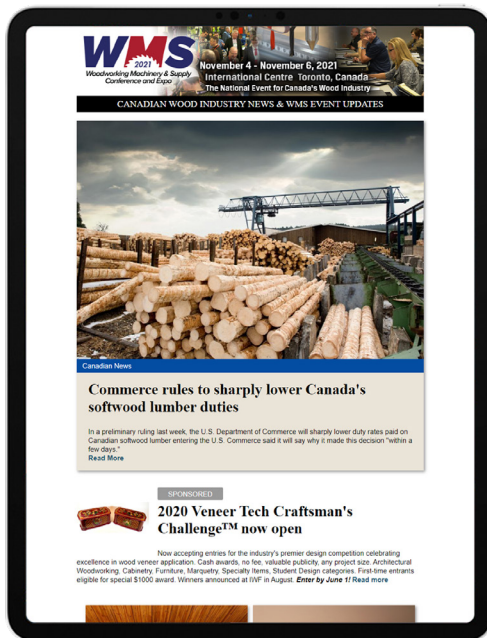 WMS
2021
Woodworking Machinery & Supply
Conference and Expo
November 4 - November 6, 2021
International Centre Toronto, Canada
The National Event for Canada's Wood Industry
CANADIAN WOOD INDUSTRY NEWS & WMS EVENT UPDATES
Canadian News
Commerce rules to sharply lower Canada's
softwood lumber duties
In a preliminary ruling last week, the U.S. Department of Commerce will sharply lower duty rates paid on
Canadian softwood lumber entering the U.S. Commerce said it will say why it made this decision "within a
few days."
Read More
SPONSORED
2020 Veneer Tech Craftsman's
Challenge™ now open
Now accepting entries for the industry's premier design competition celebrating
excellence in wood veneer application. Cash awards, no fee, valuable publicity, any project size. Architectural
Woodworking, Cabinetry, Furniture, Marquetry, Specialty Items, Student Design categories. First-time entrants
eligible for special $1000 award. Winners announced at IWF in August. Enter by June 1! Read more